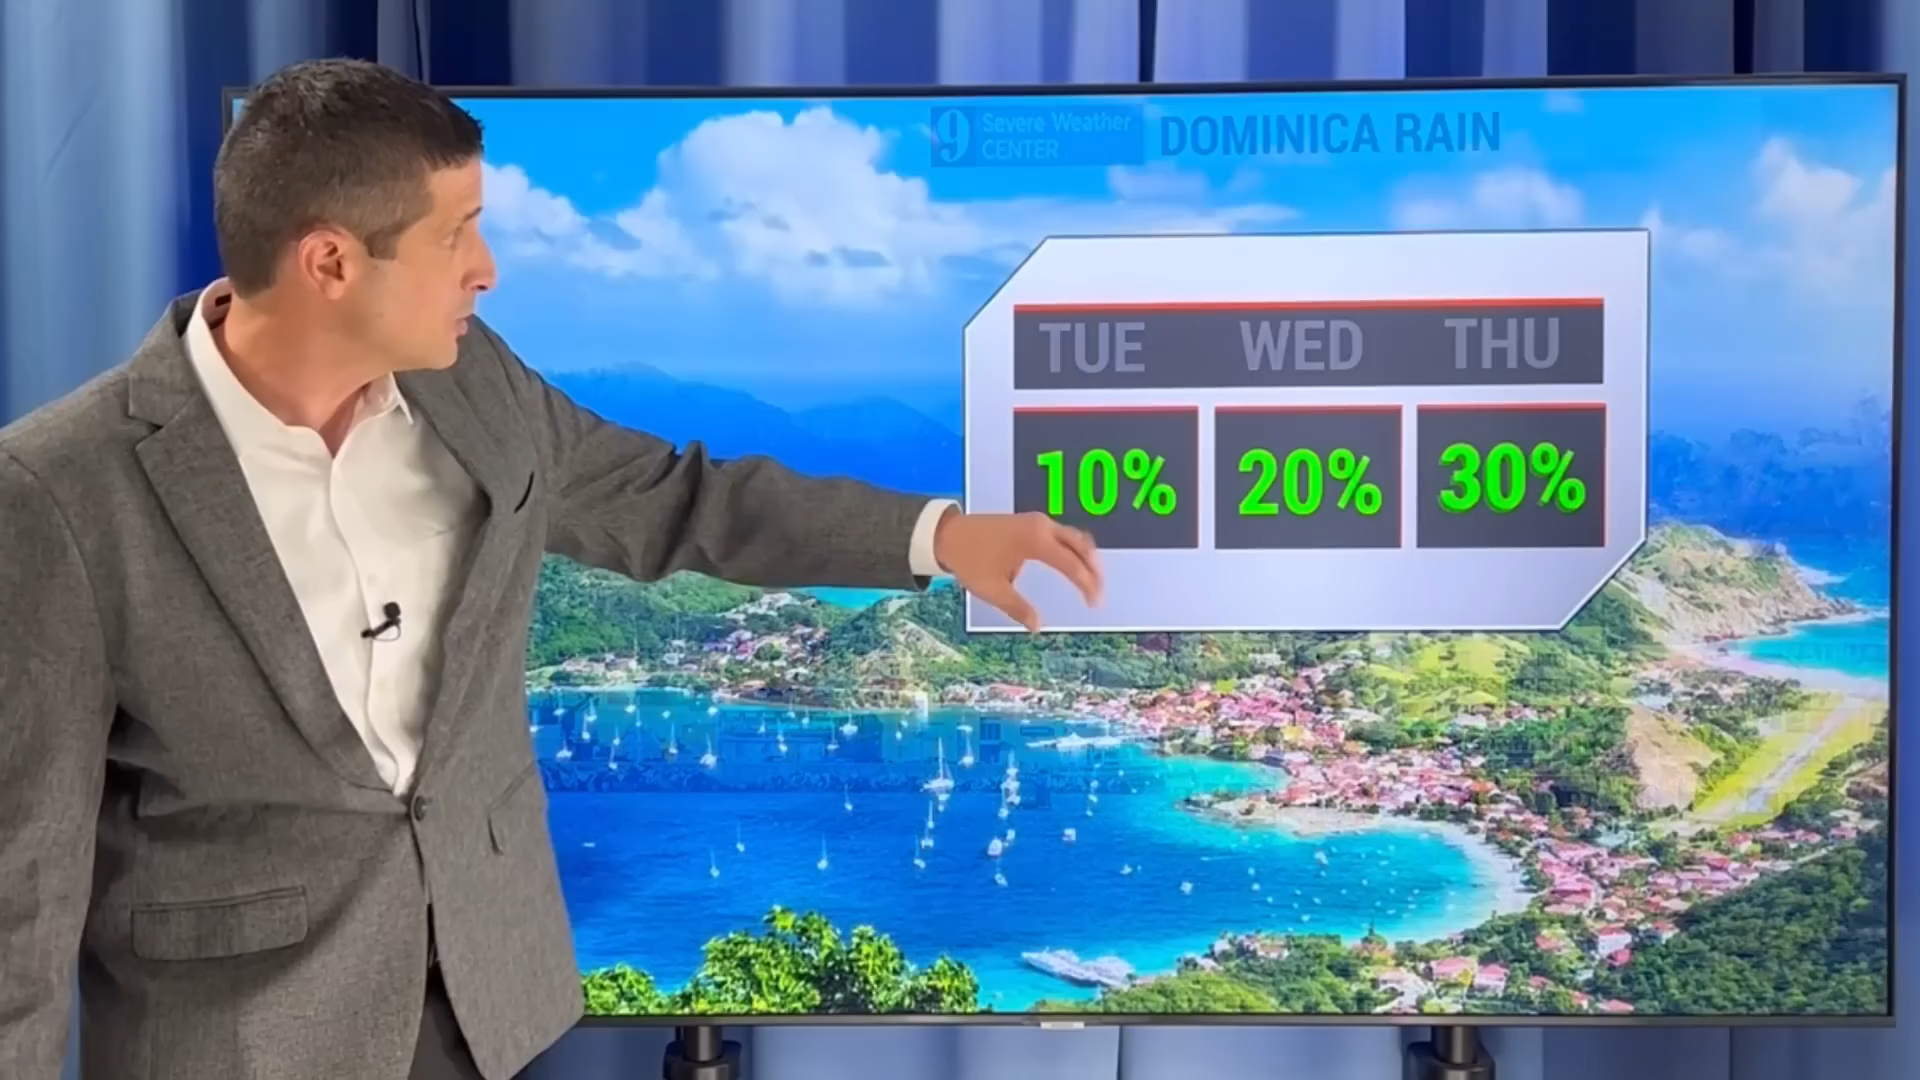 9 Severe Weather
CENTER
DOMINICA RAIN
TUE WED THU
10% 20% 30%